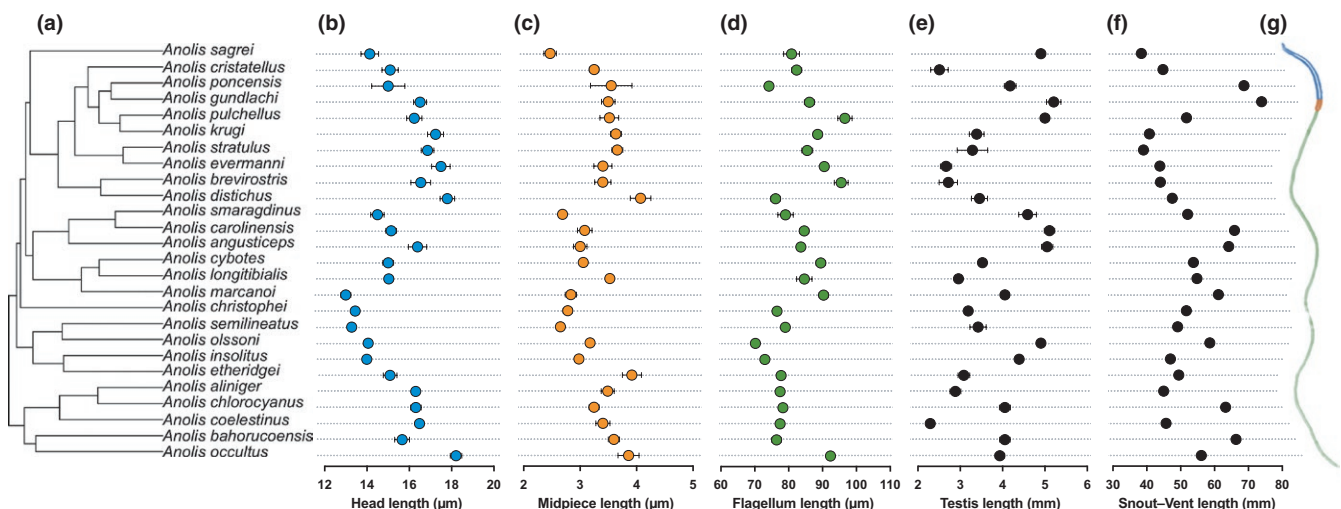 (a) (b) (c) (d) (e) (f) (g)
Anolis sagrei
Anolis cristatellus
Anolis poncensis
Anolis gundlachi
Anolis pulchellus
Anolis krugi
Anolis stratulus
Anolis evermanni
Anolis brevirostris
Anolis distichus
Anolis smaragdinus
Anolis carolinensis
Anolis angusticeps
Anolis cybotes
Anolis longitibialis
Anolis marcanoi
Anolis christophei
Anolis semilineatus
Anolis olssoni
Anolis insolitus
Anolis etheridgei
Anolis aliniger
Anolis chlorocyanus
Anolis coelestinus
Anolis bahorucoensis
Anolis occultus
12 14 16 18 20 2 3 4 5 60 70 80 90 100 110 2 3 4 5 6 30 40 50 60 70 80
Head length (µm) Midpiece length (µm) Flagellum length (µm) Testis length (mm) Snout–Vent length (mm)